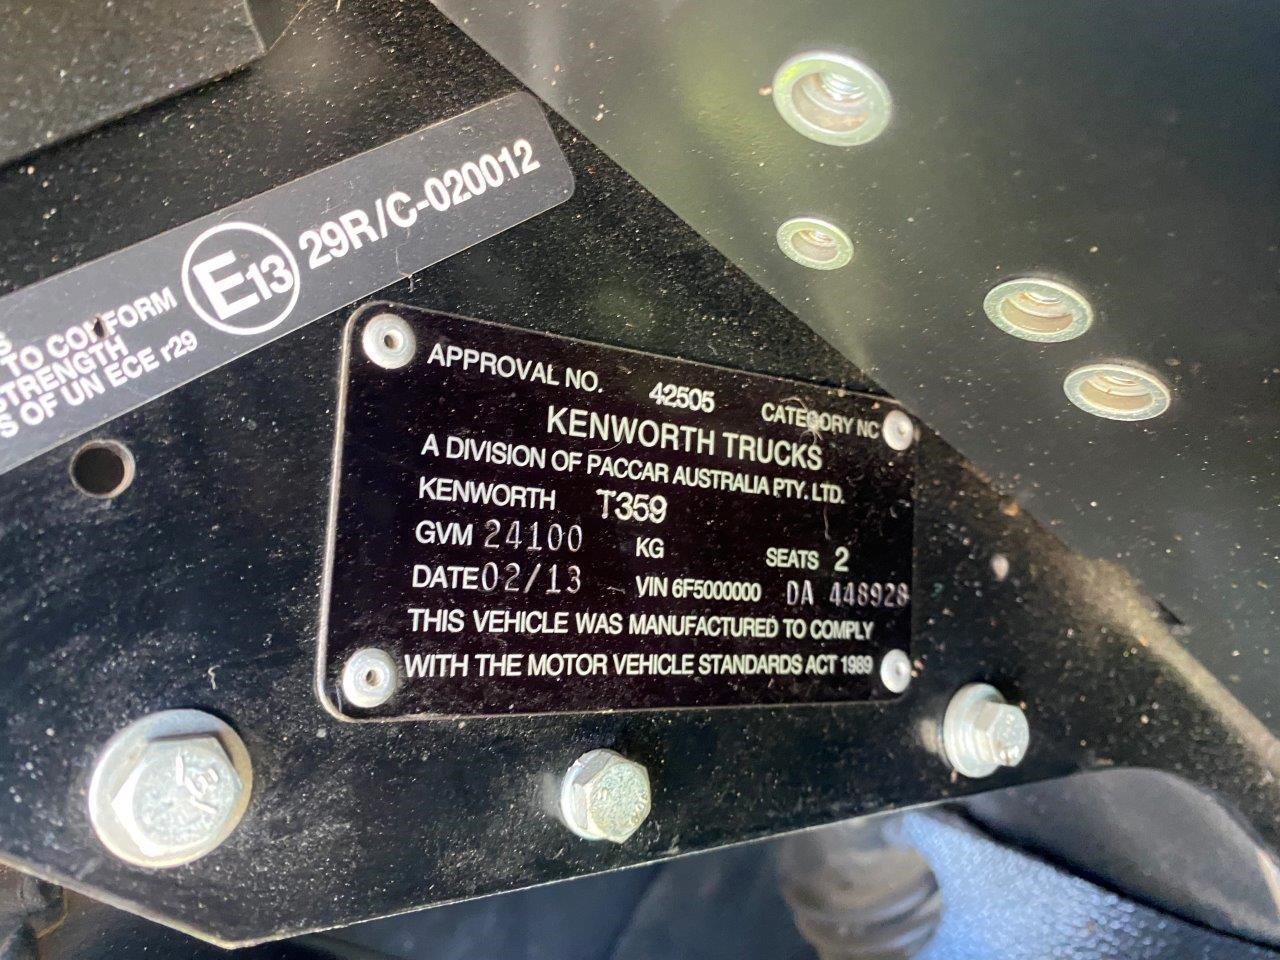 TO CONFORM
STRENGTH
S OF UN ECE r29
E13 29R/C-020012
APPROVAL NO. 42505 CATEGORY NC
KENWORTH TRUCKS
A DIVISION OF PACCAR AUSTRALIA PTY. LTD.
KENWORTH T359
GVM 24100 KG SEATS 2
DATE 02/13 VIN 6F5000000 DA 448928
THIS VEHICLE WAS MANUFACTURED TO COMPLY
WITH THE MOTOR VEHICLE STANDARDS ACT 1989